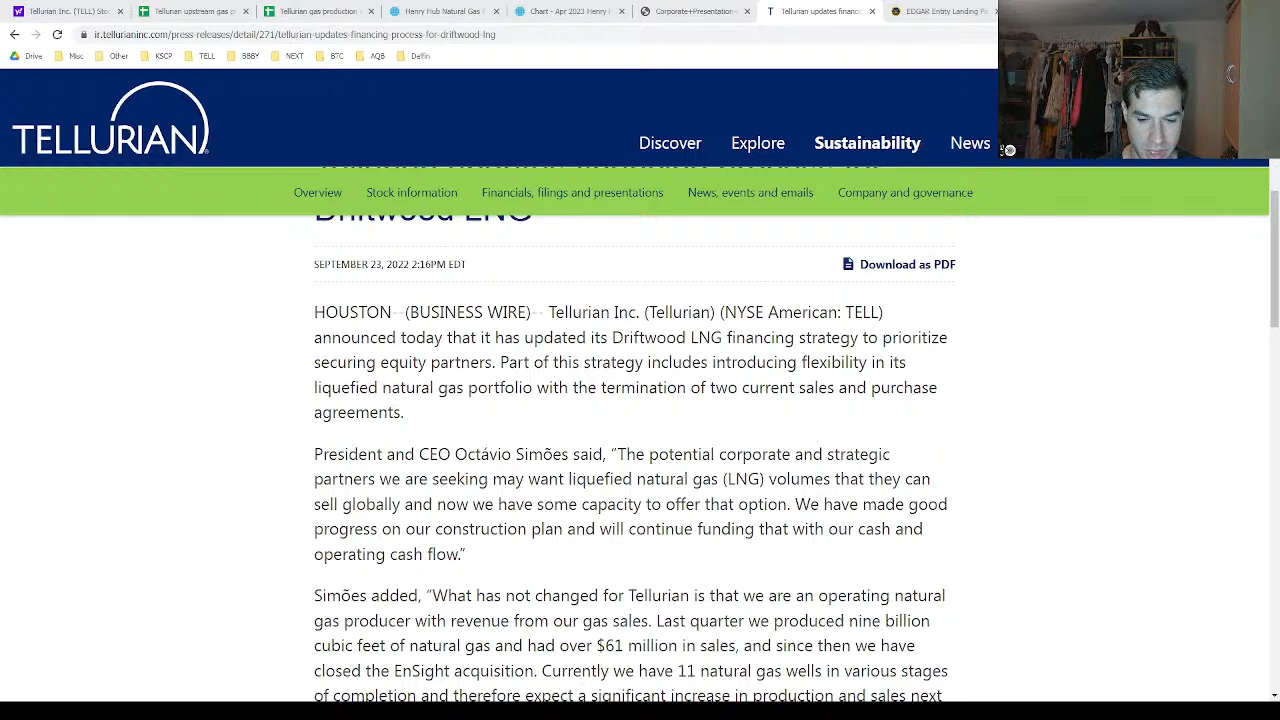 Tellurian Inc. (TELL) Stoc
Tellurian upstream gas p
Tellurian gas production
Henry Hub Natural Gas
Chart - Apr 2023 Henry
Corporate+Presentation+
Tellurian updates financi
EDGAR Entity Landing Pa
ir.tellurianinc.com/press-releases/detail/271/tellurian-updates-financing-process-for-driftwood-lng
Drive Misc Other KSCP TELL BBBY NEXT BTC AQB Delfin
TELLURIAN
Discover Explore Sustainability News
Overview Stock information Financials, filings and presentations News, events and emails Company and governance
Driftwood LNG
SEPTEMBER 23, 2022 2:16PM EDT
Download as PDF
HOUSTON--(BUSINESS WIRE)-- Tellurian Inc. (Tellurian) (NYSE American: TELL)
announced today that it has updated its Driftwood LNG financing strategy to prioritize
securing equity partners. Part of this strategy includes introducing flexibility in its
liquefied natural gas portfolio with the termination of two current sales and purchase
agreements.
President and CEO Octávio Simões said, “The potential corporate and strategic
partners we are seeking may want liquefied natural gas (LNG) volumes that they can
sell globally and now we have some capacity to offer that option. We have made good
progress on our construction plan and will continue funding that with our cash and
operating cash flow.”
Simões added, “What has not changed for Tellurian is that we are an operating natural
gas producer with revenue from our gas sales. Last quarter we produced nine billion
cubic feet of natural gas and had over $61 million in sales, and since then we have
closed the EnSight acquisition. Currently we have 11 natural gas wells in various stages
of completion and therefore expect a significant increase in production and sales next